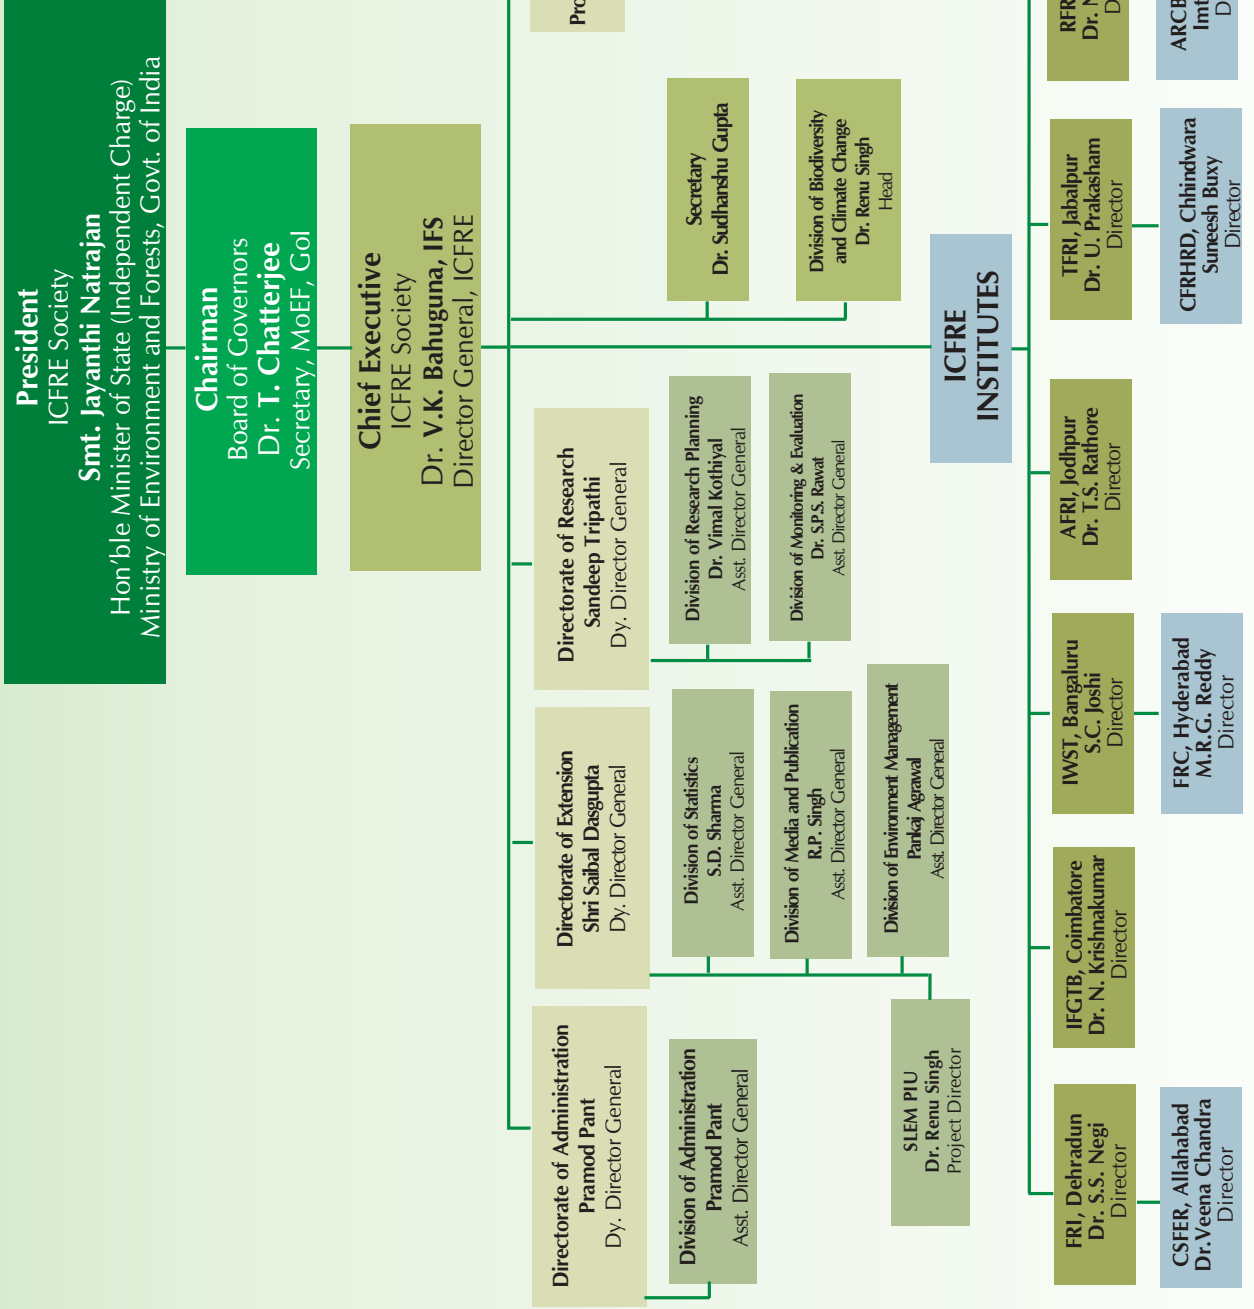 President
ICFRE Society
Smt. Jayanthi Natrajan
Hon'ble Minister of State (Independent Charge)
Ministry of Environment and Forests, Govt. of India
Chairman
Board of Governors
Dr. T. Chatterjee
Secretary, MoEF, GoI
Chief Executive
ICFRE Society
Dr. V.K. Bahuguna, IFS
Director General, ICFRE
Directorate of Administration
Pramod Pant
Dy. Director General
Division of Administration
Pramod Pant
Asst. Director General
Directorate of Extension
Shri Saibal Dasgupta
Dy. Director General
Division of Statistics
S.D. Sharma
Asst. Director General
Division of Media and Publication
R.P. Singh
Asst. Director General
Division of Environment Management
Pankaj Agrawal
Asst. Director General
SLEM PIU
Dr. Renu Singh
Project Director
Directorate of Research
Sandeep Tripathi
Dy. Director General
Division of Research Planning
Dr. Vimal Kothiyal
Asst. Director General
Division of Monitoring & Evaluation
Dr. S.P.S. Rawat
Asst. Director General
Secretary
Dr. Sudhanshu Gupta
Division of Biodiversity
and Climate Change
Dr. Renu Singh
Head
Pro
ICFRE
INSTITUTES
FRI, Dehradun
Dr. S.S. Negi
Director
CSFER, Allahabad
Dr.Veena Chandra
Director
IFGTB, Coimbatore
Dr. N. Krishnakumar
Director
IWST, Bangaluru
S.C. Joshi
Director
FRC, Hyderabad
M.R.G. Reddy
Director
AFRI, Jodhpur
Dr. T.S. Rathore
Director
TFRI, Jabalpur
Dr. U. Prakasham
Director
CFRHRD, Chhindwara
Suneesh Buxy
Director
RFR
Dr.
D
ARCB
Imt
D